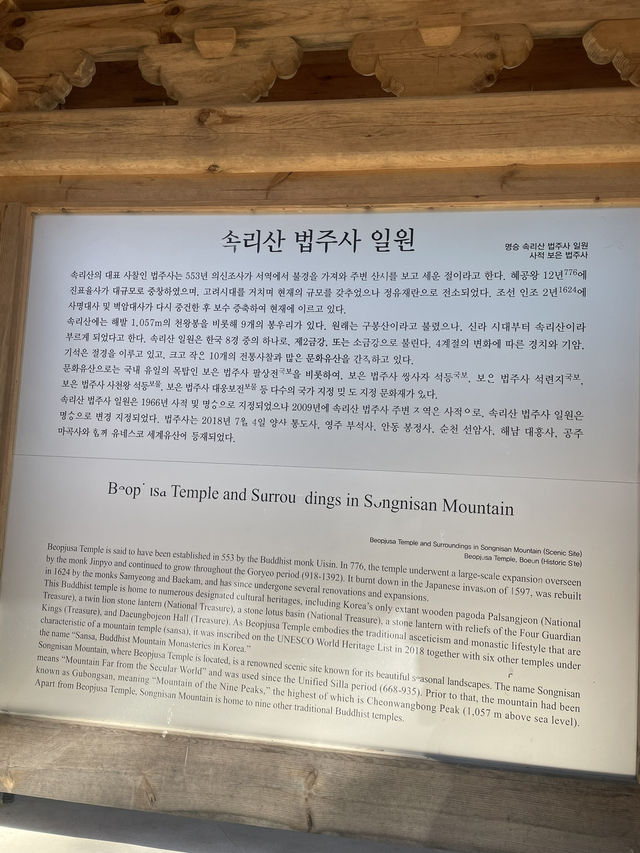 속리산 법주사 일원
명승 속리산 법주사 일원
사적 보은 법주사
속리산의 대표 사찰인 법주사는 553년 의신조사가 서역에서 불경을 가져와 주변 산시를 보고 세운 절이라고 한다. 혜공왕 12년776에
진표율사가 대규모로 중창하였으며, 고려시대를 거치며 현재의 규모를 갖추었으나 정유재란으로 전소되었다. 조선 인조 2년1624에
사명대사 및 벽암대사가 다시 중건한 후 보수 증축하여 현재에 이르고 있다.
속리산에는 해발 1,057m의 천왕봉을 비롯해 9개의 봉우리가 있다. 원래는 구봉산이라고 불렸으나, 신라 시대부터 속리산이라
부르게 되었다고 한다. 속리산 일원은 한국 8경 중의 하나로, 제2금강, 또는 소금강으로 불린다. 4계절의 변화에 따른 경치와 기암,
기석은 절경을 이루고 있고, 크고 작은 10개의 전통사찰과 많은 문화유산을 간직하고 있다.
문화유산으로는 국내 유일의 목탑인 보은 법주사 팔상전국보을 비롯하여, 보은 법주사 쌍사자 석등국보, 보은 법주사 석련지국보,
보은 법주사 사천왕 석등보물, 보은 법주사 대웅보전보물 등 다수의 국가 지정 및 도 지정 문화재가 있다.
속리산 법주사 일원은 1966년 사적 및 명승으로 지정되었으나 2009년에 속리산 법주사 주변 지역은 사적으로, 속리산 법주사 일원은
명승으로 변경 지정되었다. 법주사는 2018년 7월 4일 양산 통도사, 영주 부석사, 안동 봉정사, 순천 선암사, 해남 대흥사, 공주
마곡사와 함께 유네스코 세계유산에 등재되었다.
Beopjusa Temple and Surroundings in Songnisan Mountain
Beopjusa Temple and Surroundings in Songnisan Mountain (Scenic Site)
Beopjusa Temple, Boeun (Historic Site)
Beopjusa Temple is said to have been established in 553 by the Buddhist monk Uisin. In 776, the temple underwent a large-scale expansion overseen
by the monk Jinpyo and continued to grow throughout the Goryeo period (918-1392). It burnt down in the Japanese invasion of 1597, was rebuilt
in 1624 by the monks Samyeong and Baekam, and has since undergone several renovations and expansions.
This Buddhist temple is home to numerous designated cultural heritages, including Korea's only extant wooden pagoda Palsangjeon (National
Treasure), a twin lion stone lantern (National Treasure), a stone lotus basin (National Treasure), a stone lantern with reliefs of the Four Guardian
Kings (Treasure), and Daeungbojeon Hall (Treasure). As Beopjusa Temple embodies the traditional asceticism and monastic lifestyle that are
characteristic of a mountain temple (sansa), it was inscribed on the UNESCO World Heritage List in 2018 together with six other temples under
the name "Sansa, Buddhist Mountain Monasteries in Korea."
Songnisan Mountain, where Beopjusa Temple is located, is a renowned scenic site known for its beautiful seasonal landscapes. The name Songnisan
means "Mountain Far from the Secular World" and was used since the Unified Silla period (668-935). Prior to that, the mountain had been
known as Gubongsan, meaning "Mountain of the Nine Peaks," the highest of which is Cheonwangbong Peak (1,057 m above sea level).
Apart from Beopjusa Temple, Songnisan Mountain is home to nine other traditional Buddhist temples.